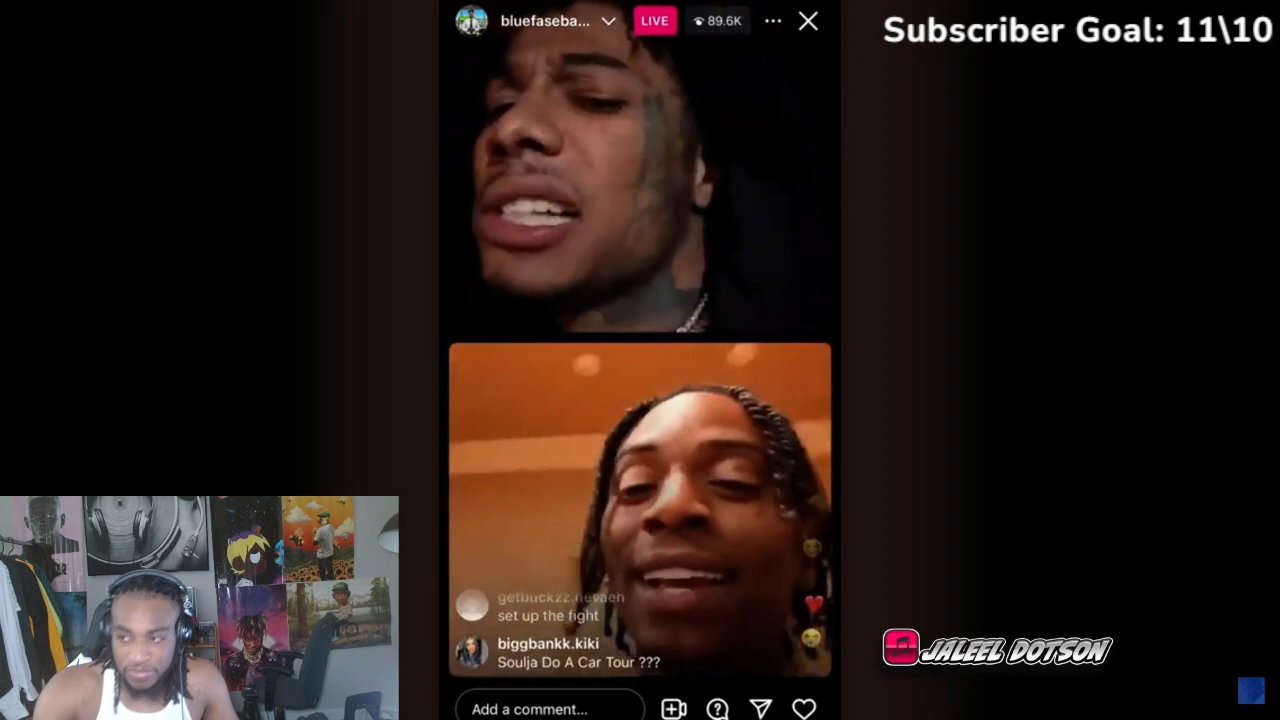 bluefaseba...
LIVE
89.6K
Subscriber Goal: 11\10
getbuckzz.nevaeh
set up the fight
biggbankk.kiki
Soulja Do A Car Tour ???
Add a comment...
JALEEL DOTSON